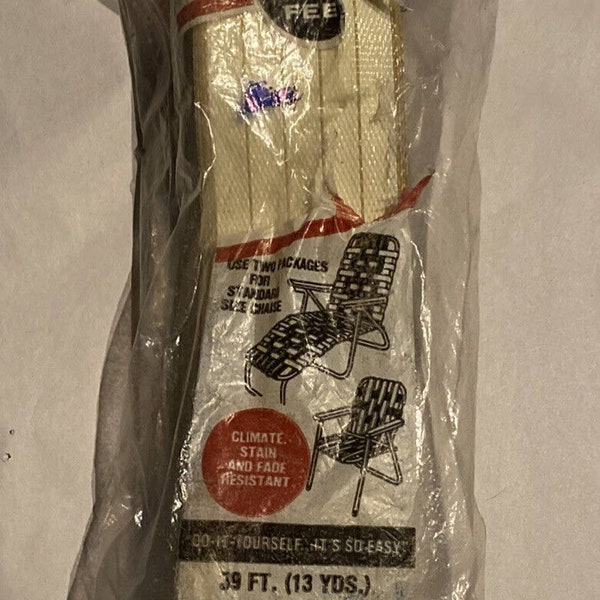 FEE
USE TWO PACKAGES
FOR
STANDARD
SIZE CHAISE
CLIMATE,
STAIN
AND FADE
RESISTANT
"DO-IT-YOURSELF...IT'S SO EASY"
39 FT. (13 YDS.)